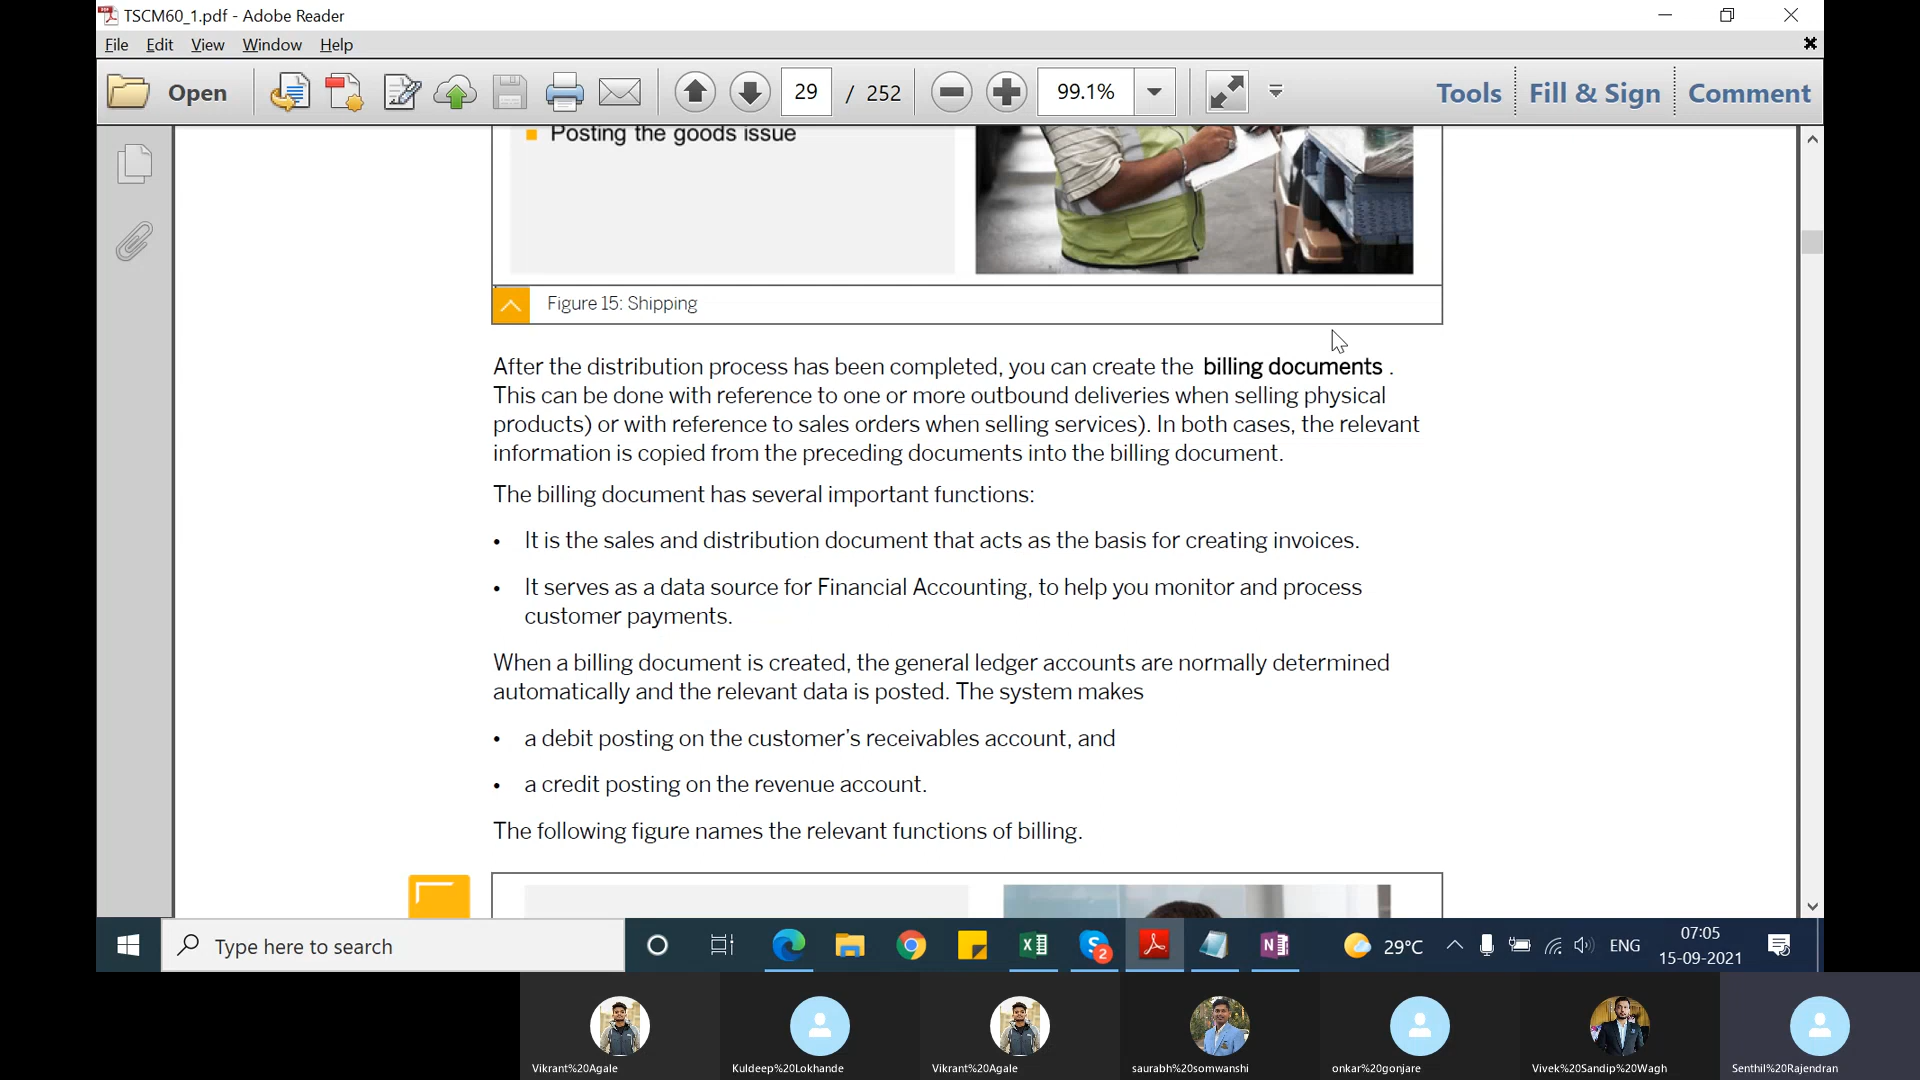 TSCM60_1.pdf - Adobe Reader
File Edit View Window Help
Open 29 / 252 99.1% Tools Fill & Sign Comment
Posting the goods issue
Figure 15: Shipping
After the distribution process has been completed, you can create the billing documents .
This can be done with reference to one or more outbound deliveries when selling physical
products) or with reference to sales orders when selling services). In both cases, the relevant
information is copied from the preceding documents into the billing document.
The billing document has several important functions:
• It is the sales and distribution document that acts as the basis for creating invoices.
• It serves as a data source for Financial Accounting, to help you monitor and process
customer payments.
When a billing document is created, the general ledger accounts are normally determined
automatically and the relevant data is posted. The system makes
• a debit posting on the customer’s receivables account, and
• a credit posting on the revenue account.
The following figure names the relevant functions of billing.
Type here to search 2 29°C ENG 07:05
15-09-2021
Vikrant%20Agale Kuldeep%20Lokhande Vikrant%20Agale saurabh%20somwanshi onkar%20gonjare Vivek%20Sandip%20Wagh Senthil%20Rajendran